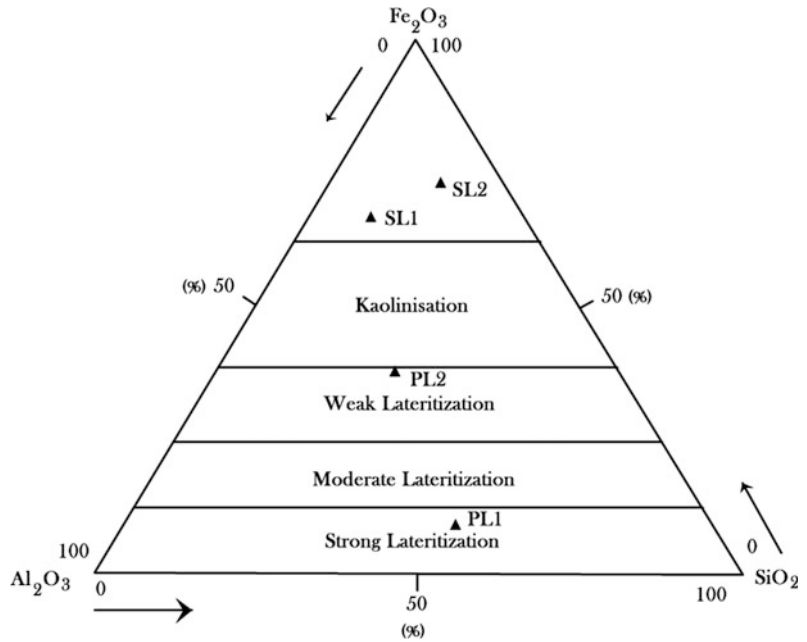 Fe₂O₃
0 100
SL2
SL1
(%) 50
50 (%)
Kaolinisation
PL2
Weak Lateritization
Moderate Lateritization
PL1
Strong Lateritization
100
0
Al₂O₃
SiO₂
0
50
100
(%)